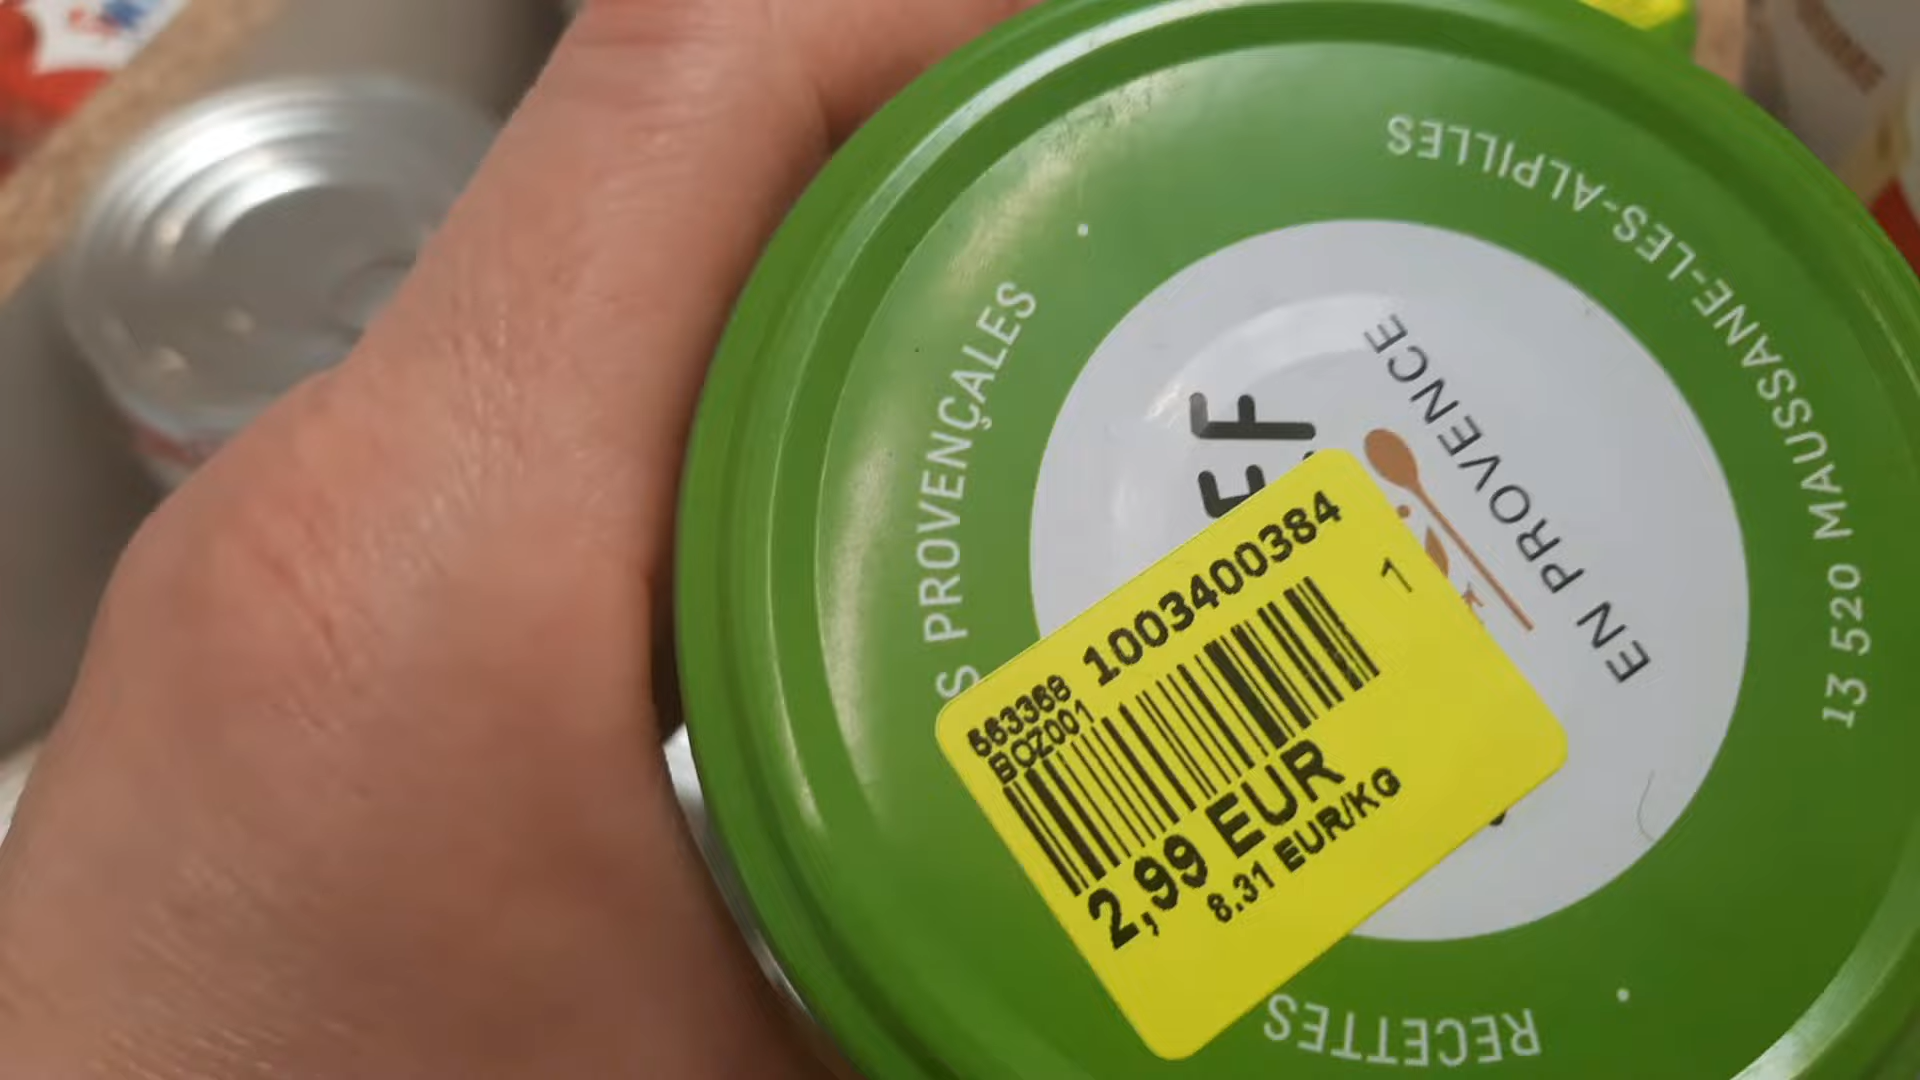 RECETTES
PROVENÇALES
13 520 MAUSSANE-LES-ALPILLES
EN PROVENCE
1003400384
1
BOZ001
2,99 EUR
8.31 EUR/KG